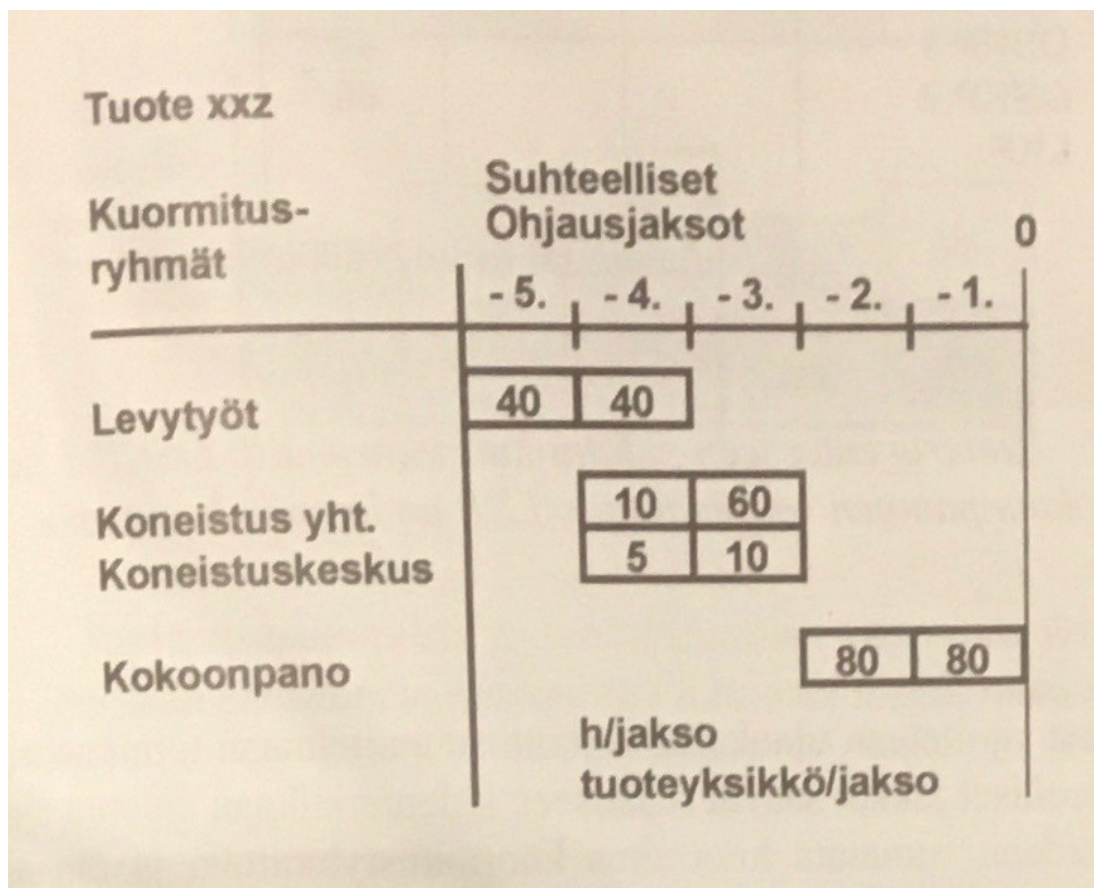 Tuote xxz
Suhteelliset
Kuormitus- Ohjausjaksot 0
ryhmät
- 5. - 4. - 3. - 2. - 1.
Levytyöt 40 40
Koneistus yht. 10 60
Koneistuskeskus 5 10
Kokoonpano 80 80
h/jakso
tuoteyksikkö/jakso